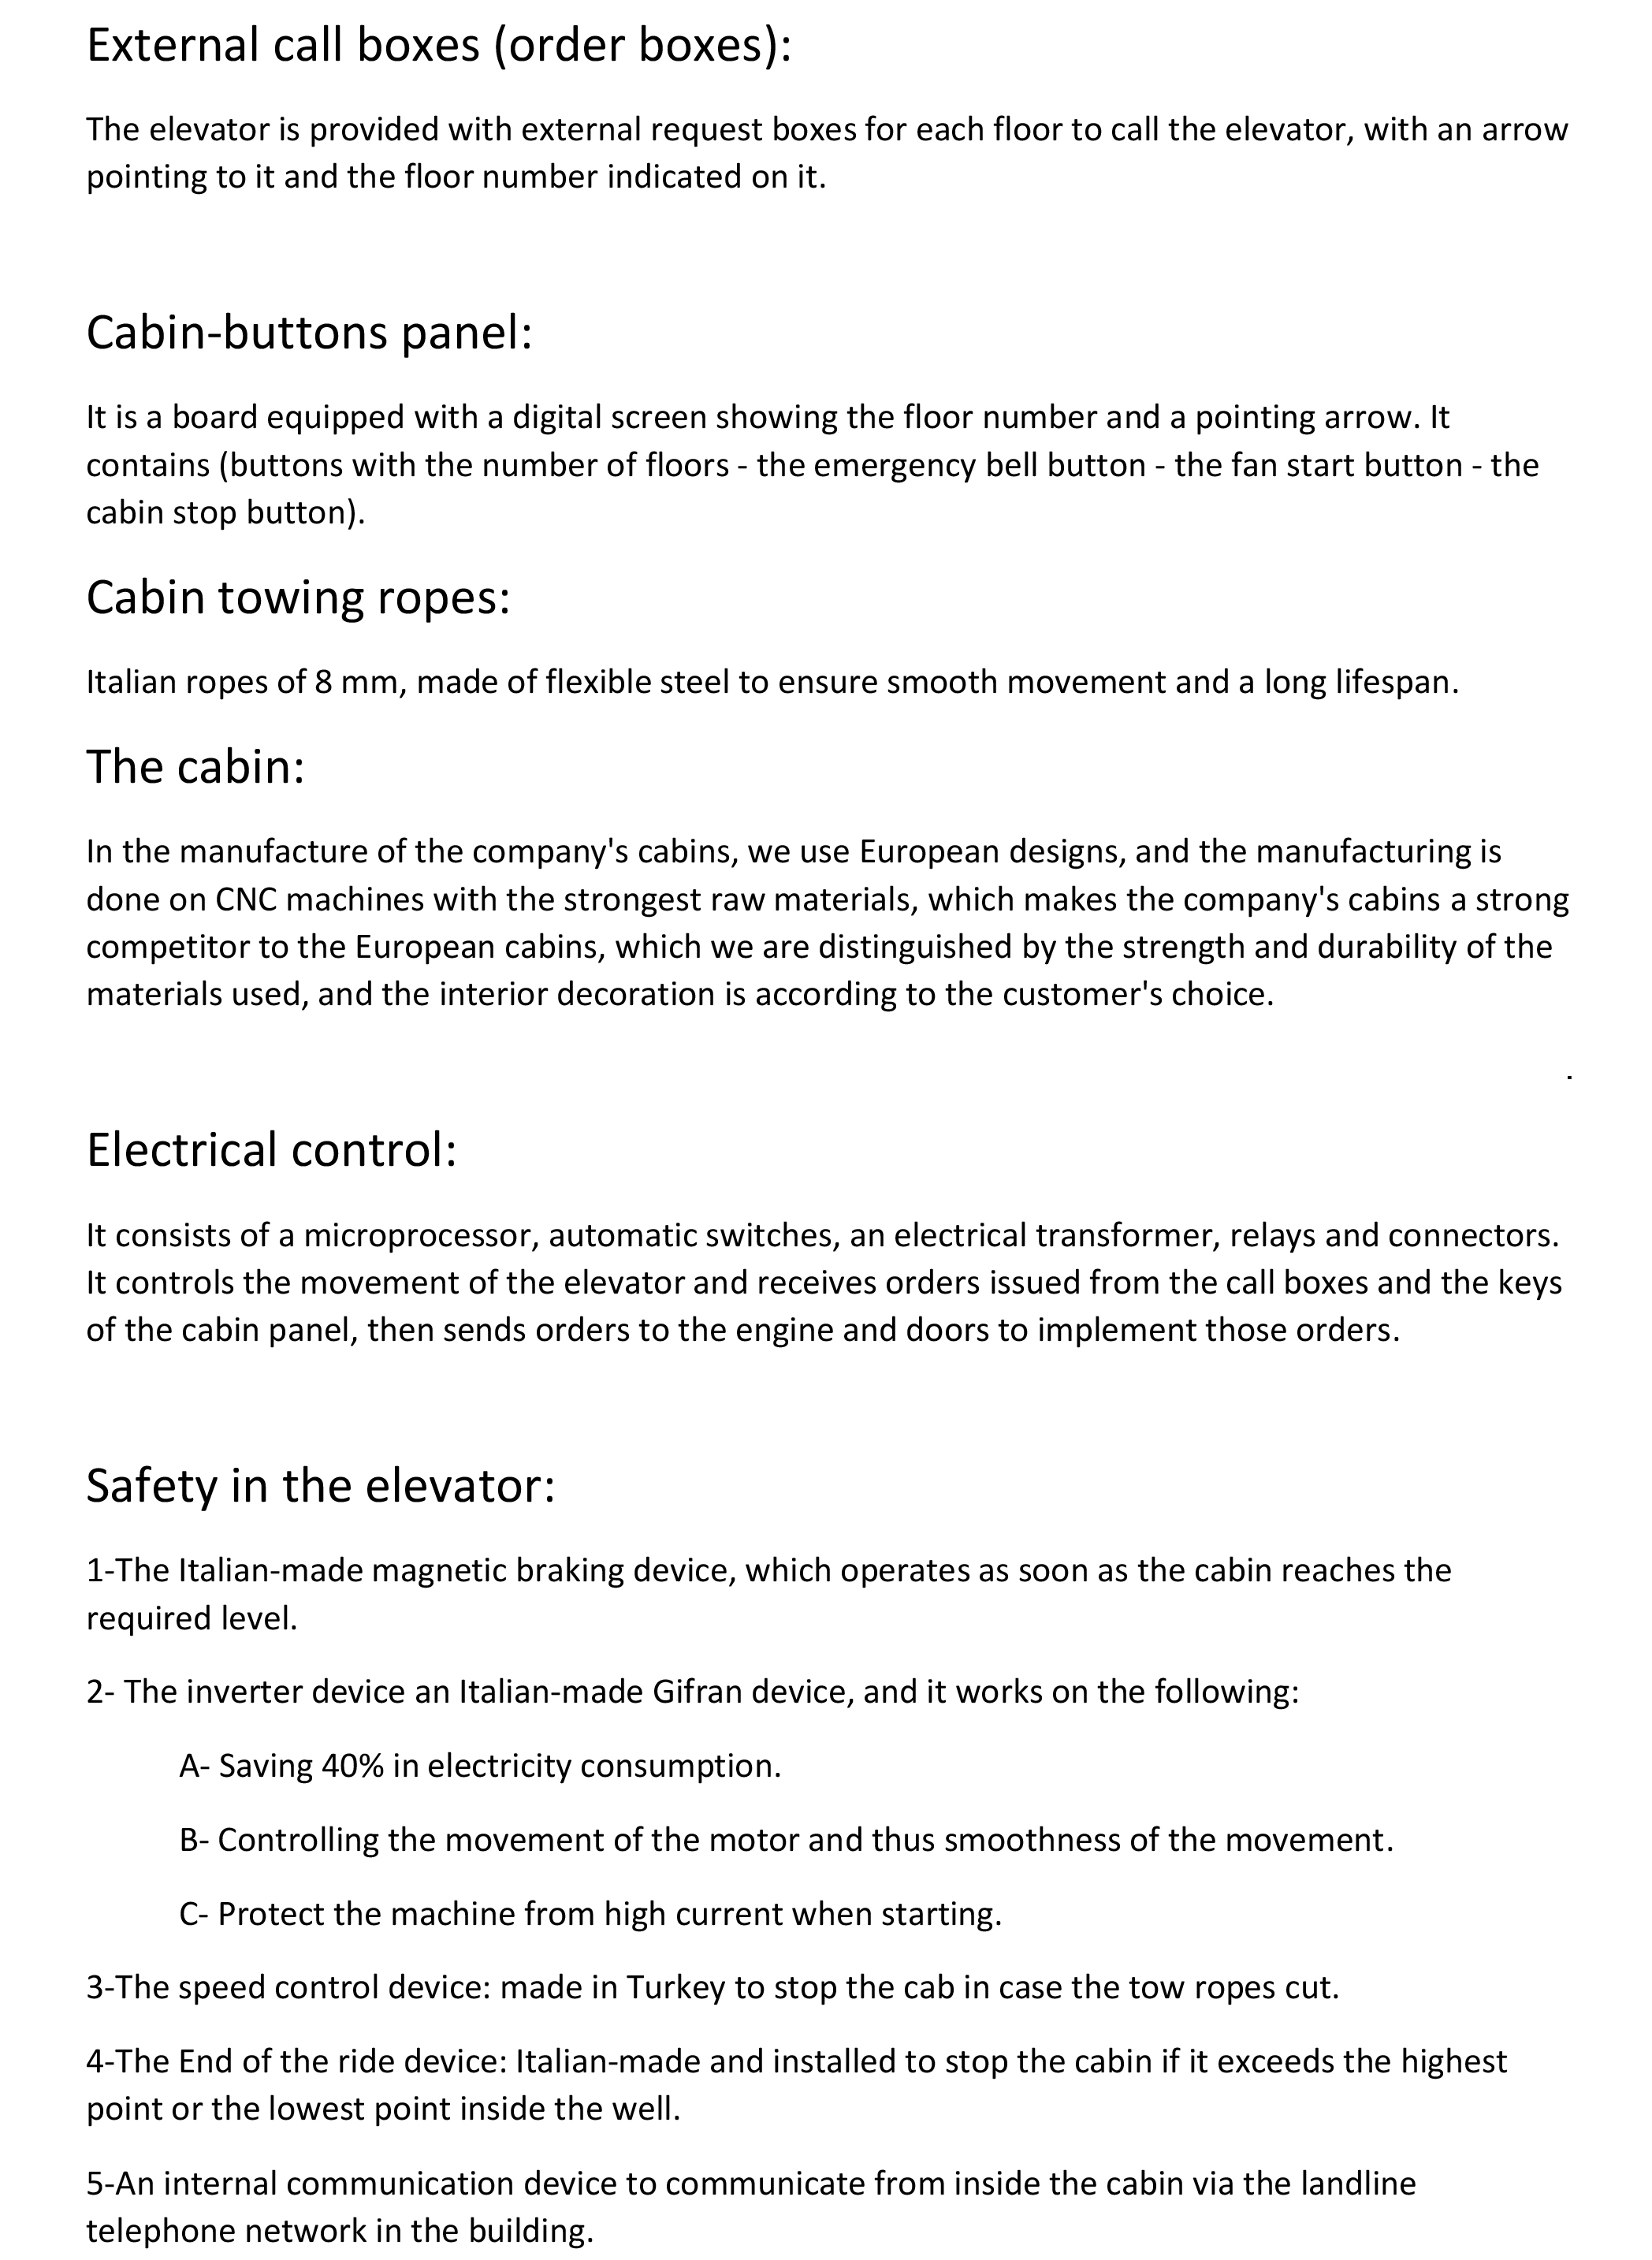 External call boxes (order boxes):
The elevator is provided with external request boxes for each floor to call the elevator, with an arrow
pointing to it and the floor number indicated on it.
Cabin-buttons panel:
It is a board equipped with a digital screen showing the floor number and a pointing arrow. It
contains (buttons with the number of floors - the emergency bell button - the fan start button - the
cabin stop button).
Cabin towing ropes:
Italian ropes of 8 mm, made of flexible steel to ensure smooth movement and a long lifespan.
The cabin:
In the manufacture of the company's cabins, we use European designs, and the manufacturing is
done on CNC machines with the strongest raw materials, which makes the company's cabins a strong
competitor to the European cabins, which we are distinguished by the strength and durability of the
materials used, and the interior decoration is according to the customer's choice.
.
Electrical control:
It consists of a microprocessor, automatic switches, an electrical transformer, relays and connectors.
It controls the movement of the elevator and receives orders issued from the call boxes and the keys
of the cabin panel, then sends orders to the engine and doors to implement those orders.
Safety in the elevator:
1-The Italian-made magnetic braking device, which operates as soon as the cabin reaches the
required level.
2- The inverter device an Italian-made Gifran device, and it works on the following:
A- Saving 40% in electricity consumption.
B- Controlling the movement of the motor and thus smoothness of the movement.
C- Protect the machine from high current when starting.
3-The speed control device: made in Turkey to stop the cab in case the tow ropes cut.
4-The End of the ride device: Italian-made and installed to stop the cabin if it exceeds the highest
point or the lowest point inside the well.
5-An internal communication device to communicate from inside the cabin via the landline
telephone network in the building.